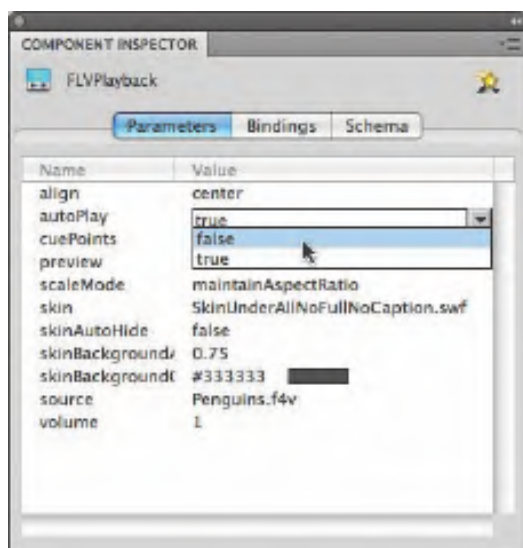 COMPONENT INSPECTOR
FLVPlayback
Parameters Bindings Schema
Name Value
align center
autoPlay true
cuePoints false
preview true
scaleMode maintainAspectRatio
skin SkinUnderAllNoFullNoCaption.swf
skinAutoHide false
skinBackgroundA 0.75
skinBackgroundC #333333
source Penguins.f4v
volume 1